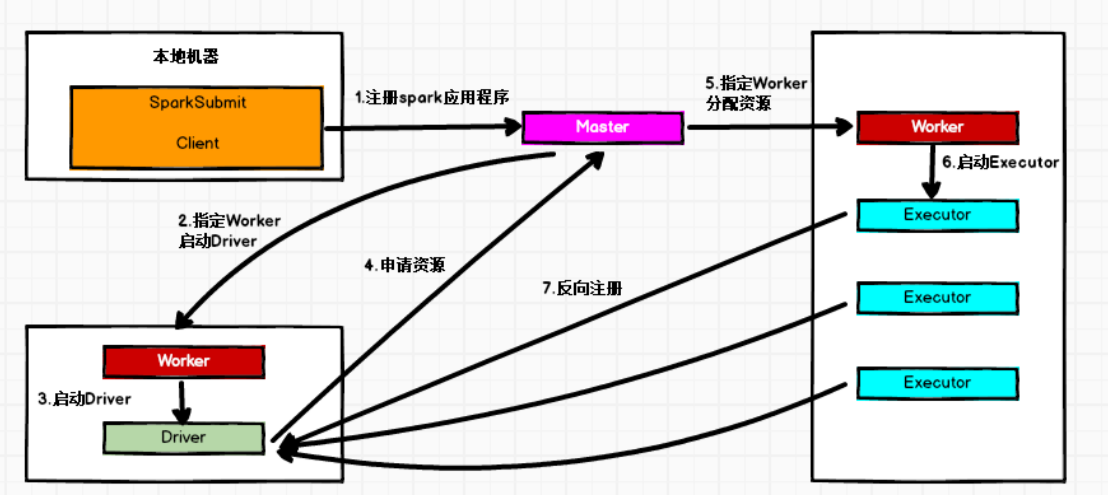 本地机器
SparkSubmit
Client
1.注册spark应用程序
Master
5.指定Worker
分配资源
Worker
6.启动Executor
Executor
2.指定Worker
启动Driver
4.申请资源
7.反向注册
Executor
Worker
3.启动Driver
Executor
Driver